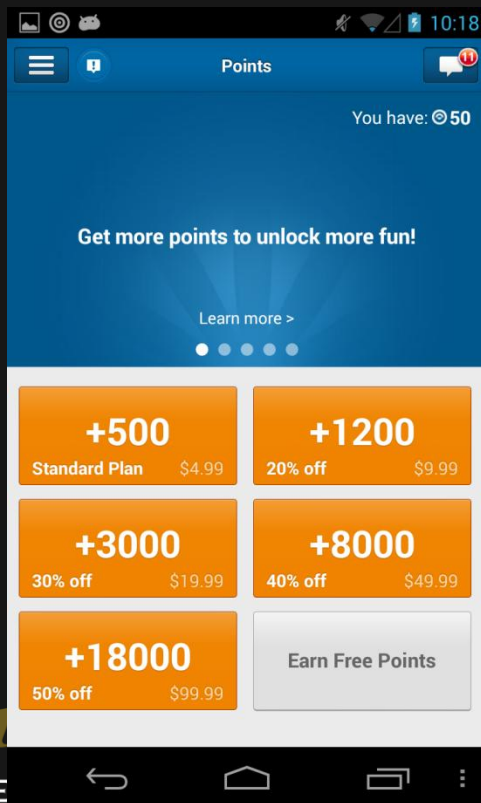 10:18
Points
11
You have: 50
Get more points to unlock more fun!
Learn more >
+500
Standard Plan $4.99
+1200
20% off $9.99
+3000
30% off $19.99
+8000
40% off $49.99
+18000
50% off $99.99
Earn Free Points